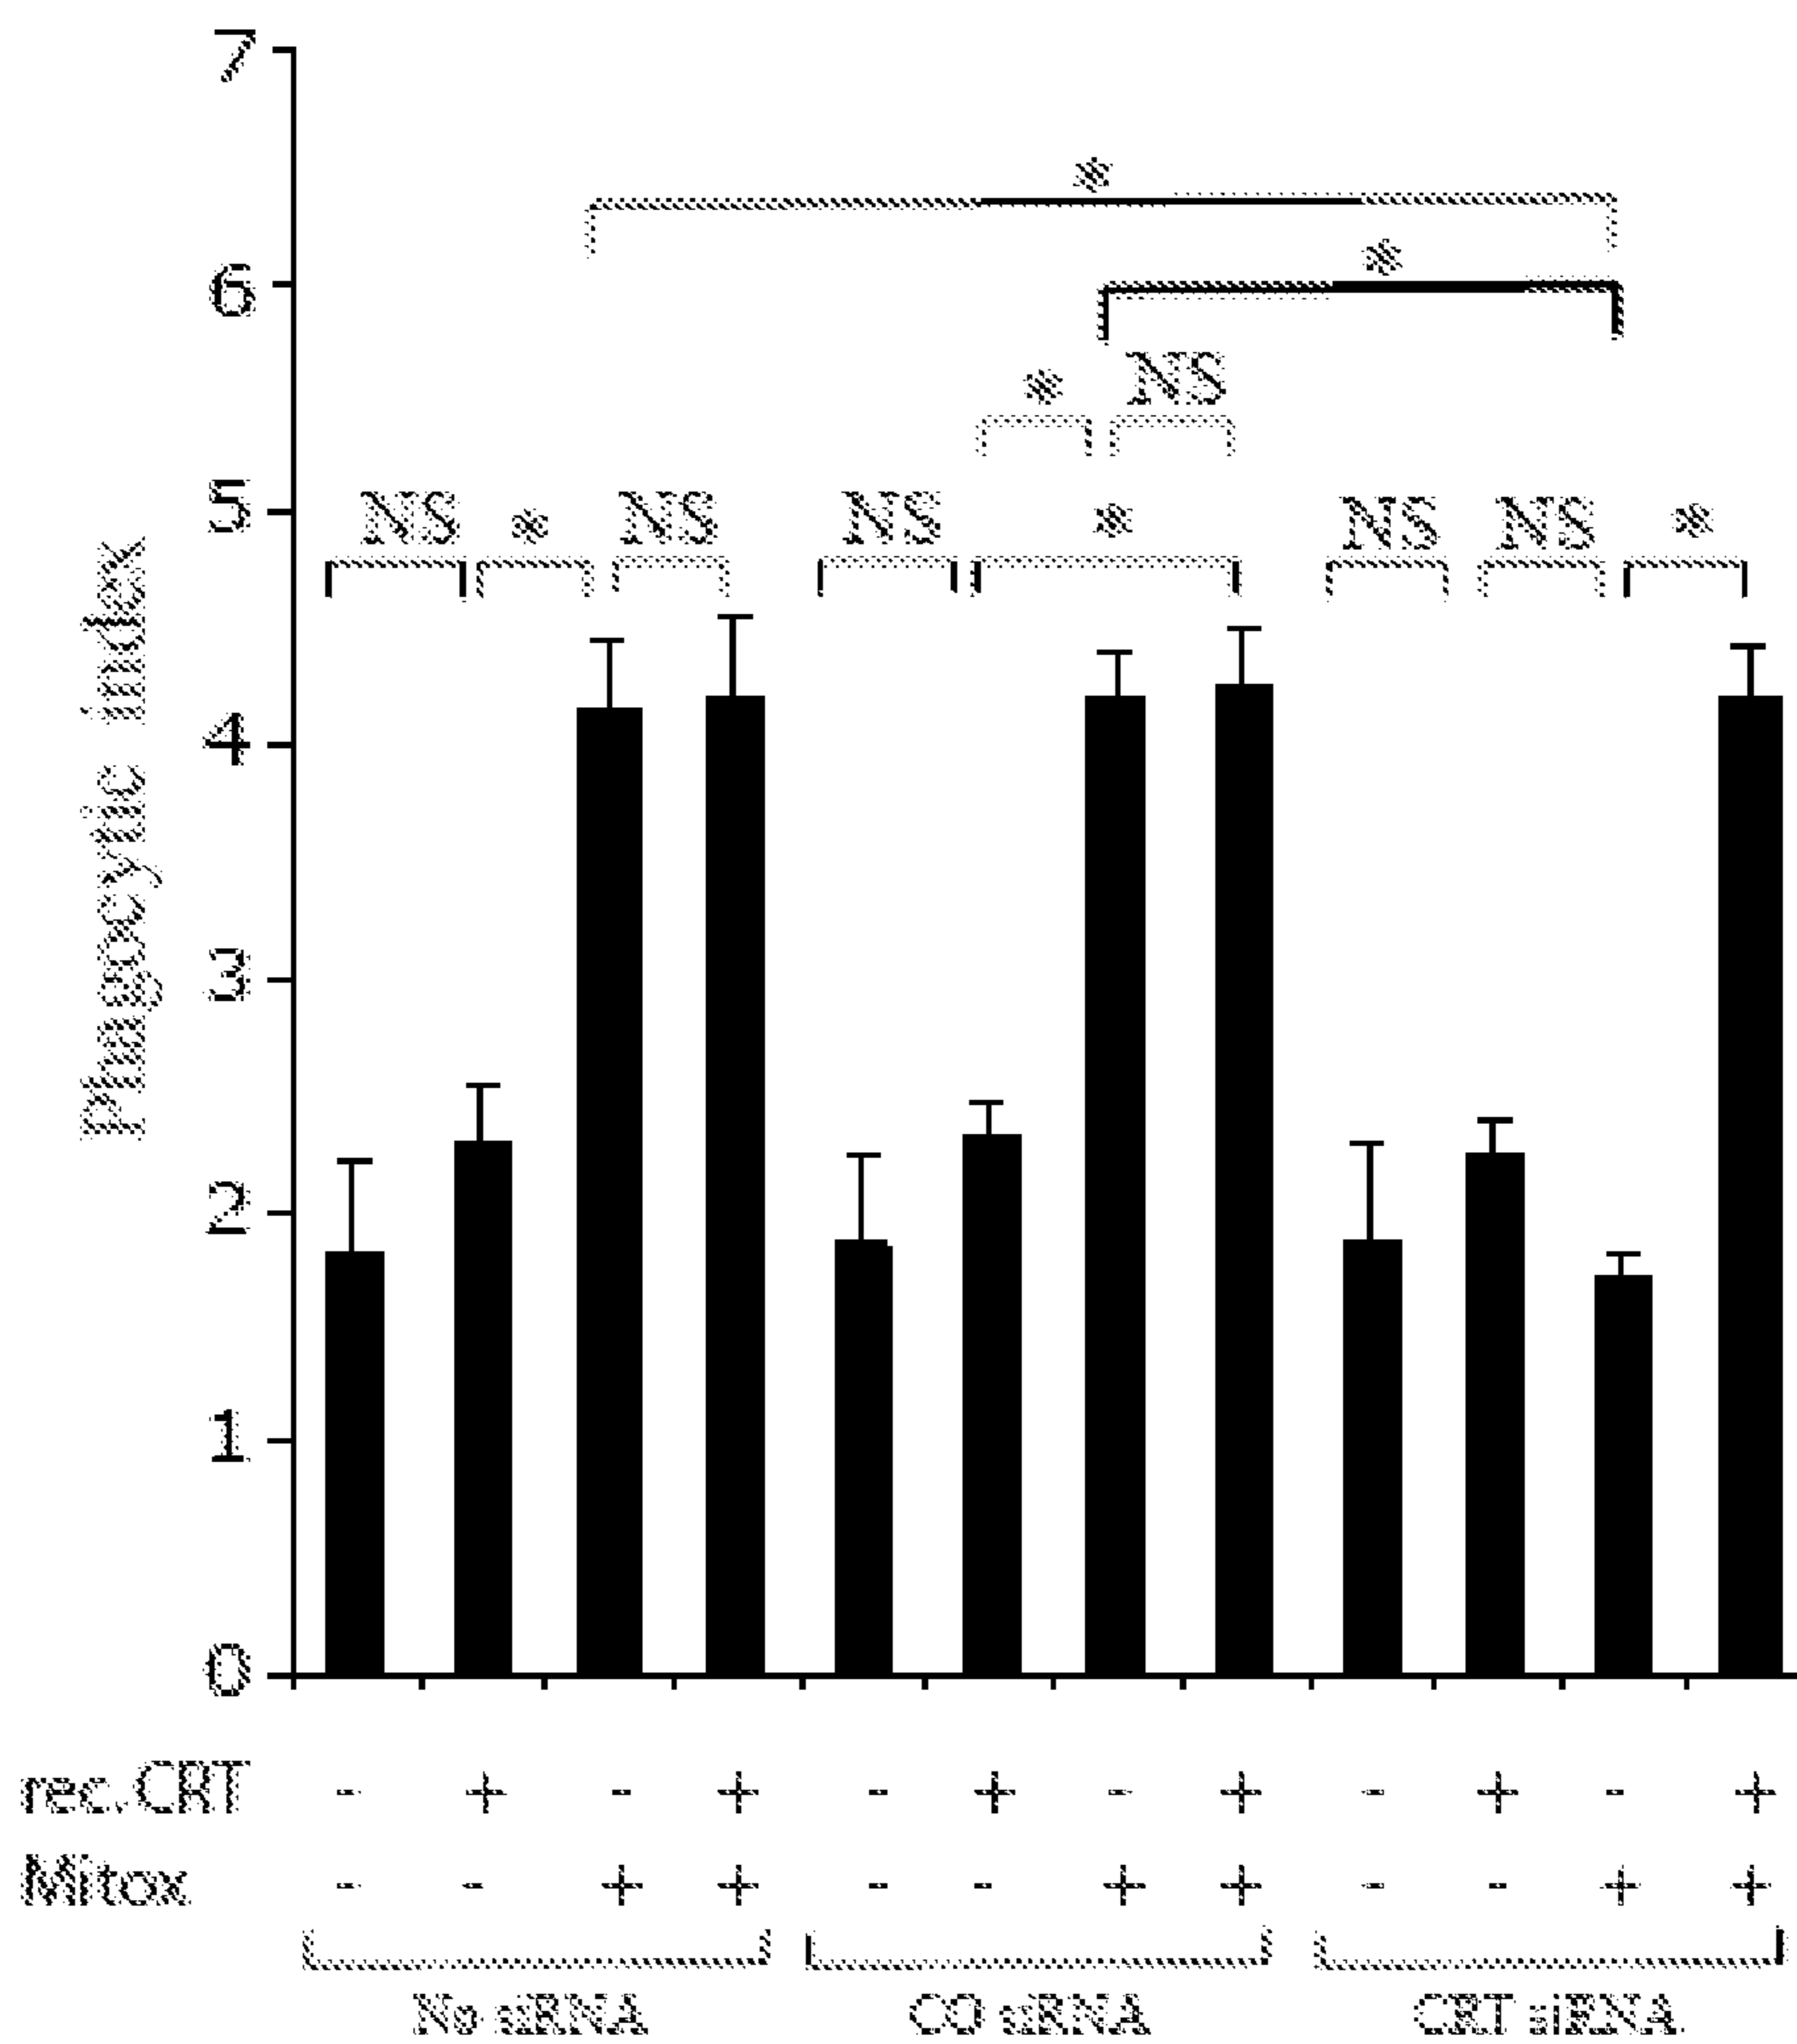 7
*
6
*
* NS
5
NS * NS NS * NS NS *
Phagocytic index
4
3
2
1
0
rec.CRT - + - + - + - + - + - +
Mitox - - + + - - + + - - + +
No siRNA CO siRNA CRT siRNA